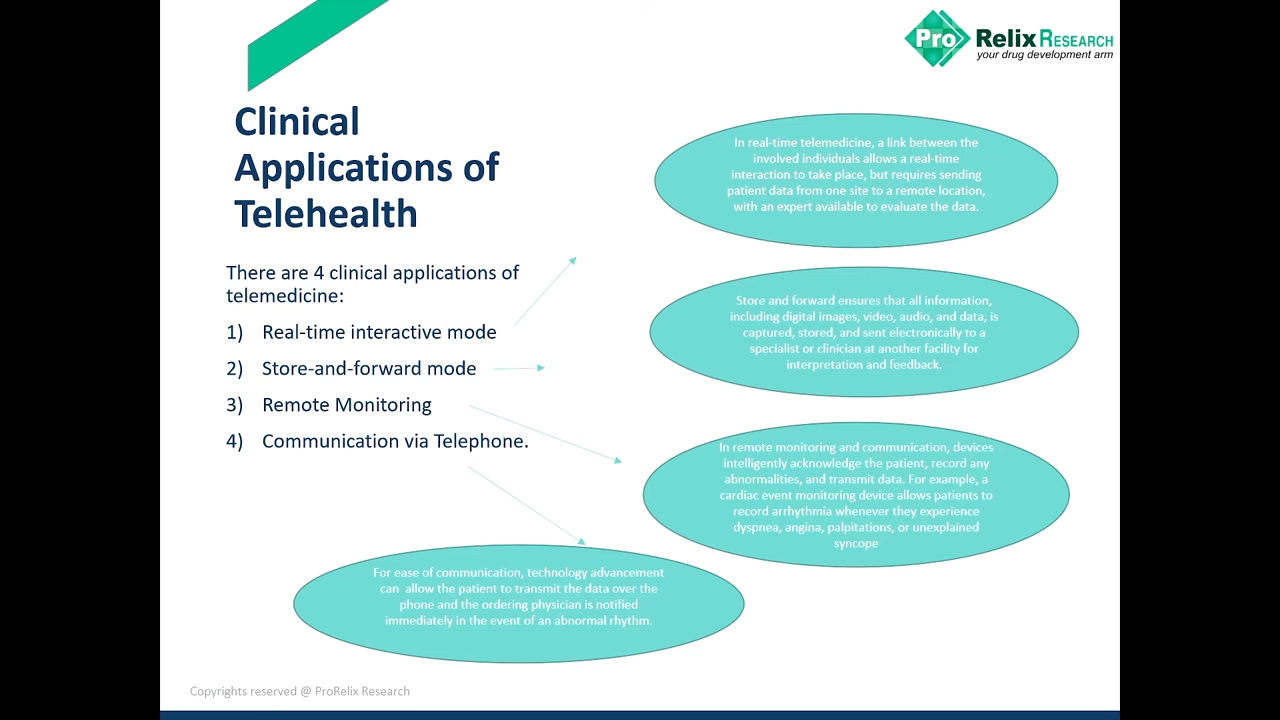 Pro Relix RESEARCH
your drug development arm
Clinical
Applications of
Telehealth
There are 4 clinical applications of
telemedicine:
1) Real-time interactive mode
2) Store-and-forward mode
3) Remote Monitoring
4) Communication via Telephone.
In real-time telemedicine, a link between the
involved individuals allows a real-time
interaction to take place, but requires sending
patient data from one site to a remote location,
with an expert available to evaluate the data.
Store and forward ensures that all information,
including digital images, video, audio, and data, is
captured, stored, and sent electronically to a
specialist or clinician at another facility for
interpretation and feedback.
In remote monitoring and communication, devices
intelligently acknowledge the patient, record any
abnormalities, and transmit data. For example, a
cardiac event monitoring device allows patients to
record arrhythmia whenever they experience
dyspnea, angina, palpitations, or unexplained
syncope
For ease of communication, technology advancement
can allow the patient to transmit the data over the
phone and the ordering physician is notified
immediately in the event of an abnormal rhythm.
Copyrights reserved @ ProRelix Research